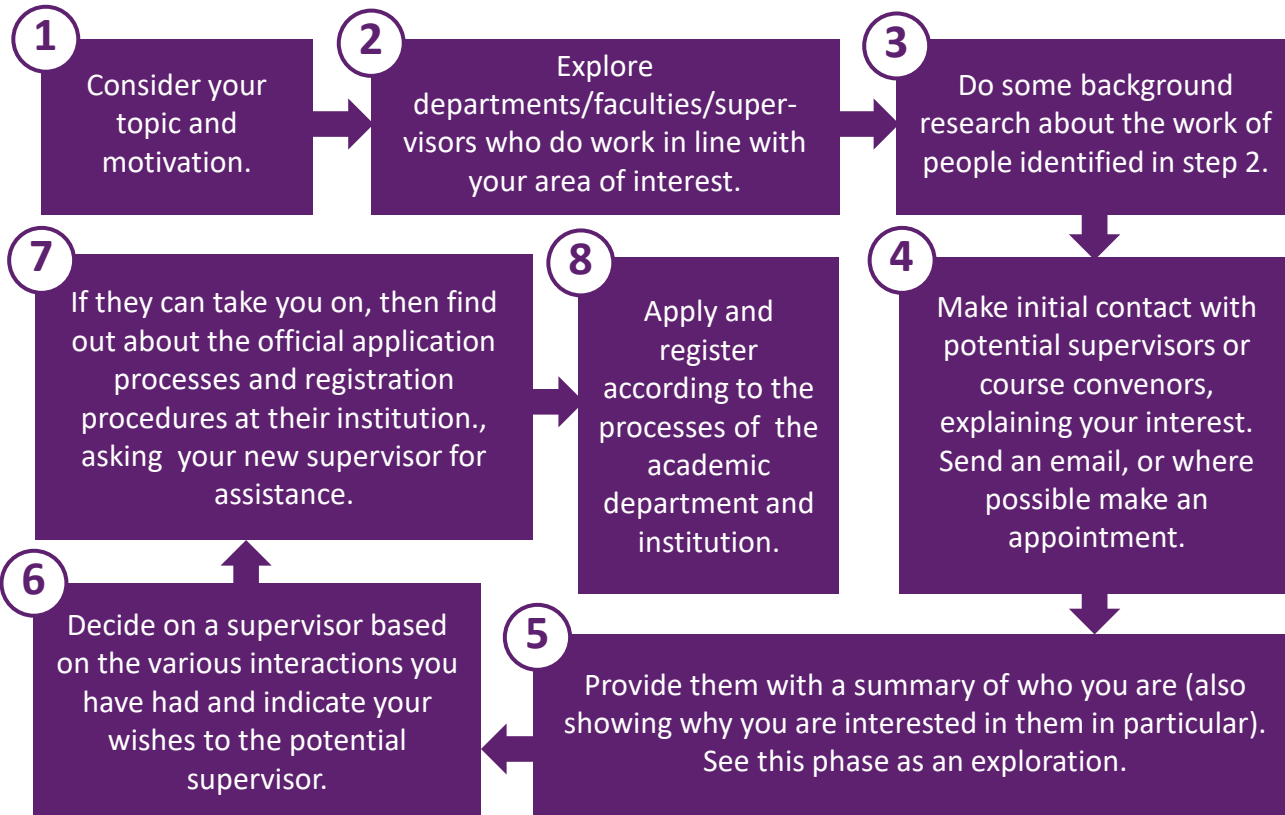 1
Consider your
topic and
motivation.
2
Explore
departments/faculties/super-
visors who do work in line with
your area of interest.
3
Do some background
research about the work of
people identified in step 2.
4
Make initial contact with
potential supervisors or
course convenors,
explaining your interest.
Send an email, or where
possible make an
appointment.
5
Provide them with a summary of who you are (also
showing why you are interested in them in particular).
See this phase as an exploration.
6
Decide on a supervisor based
on the various interactions you
have had and indicate your
wishes to the potential
supervisor.
7
If they can take you on, then find
out about the official application
processes and registration
procedures at their institution.,
asking  your new supervisor for
assistance.
8
Apply and
register
according to the
processes of  the
academic
department and
institution.